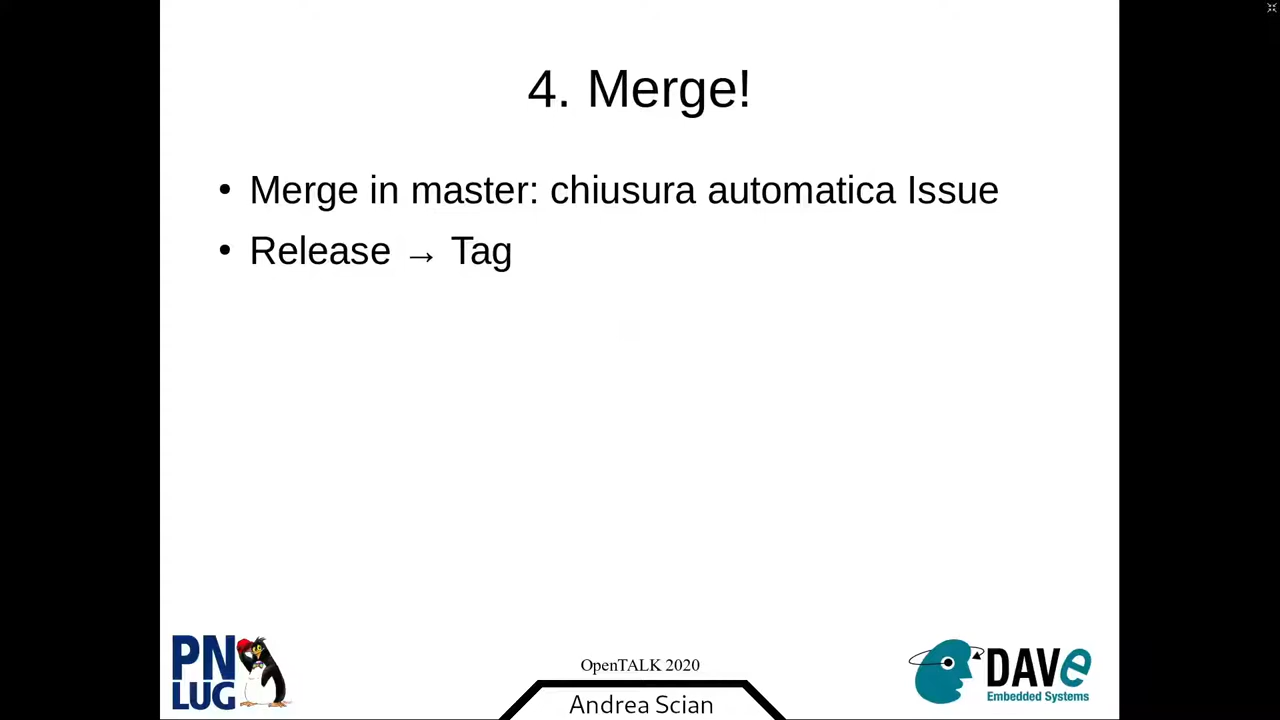 4. Merge!
• Merge in master: chiusura automatica Issue
• Release → Tag
PN
LUG
OpenTALK 2020
Andrea Scian
DAVe
Embedded Systems